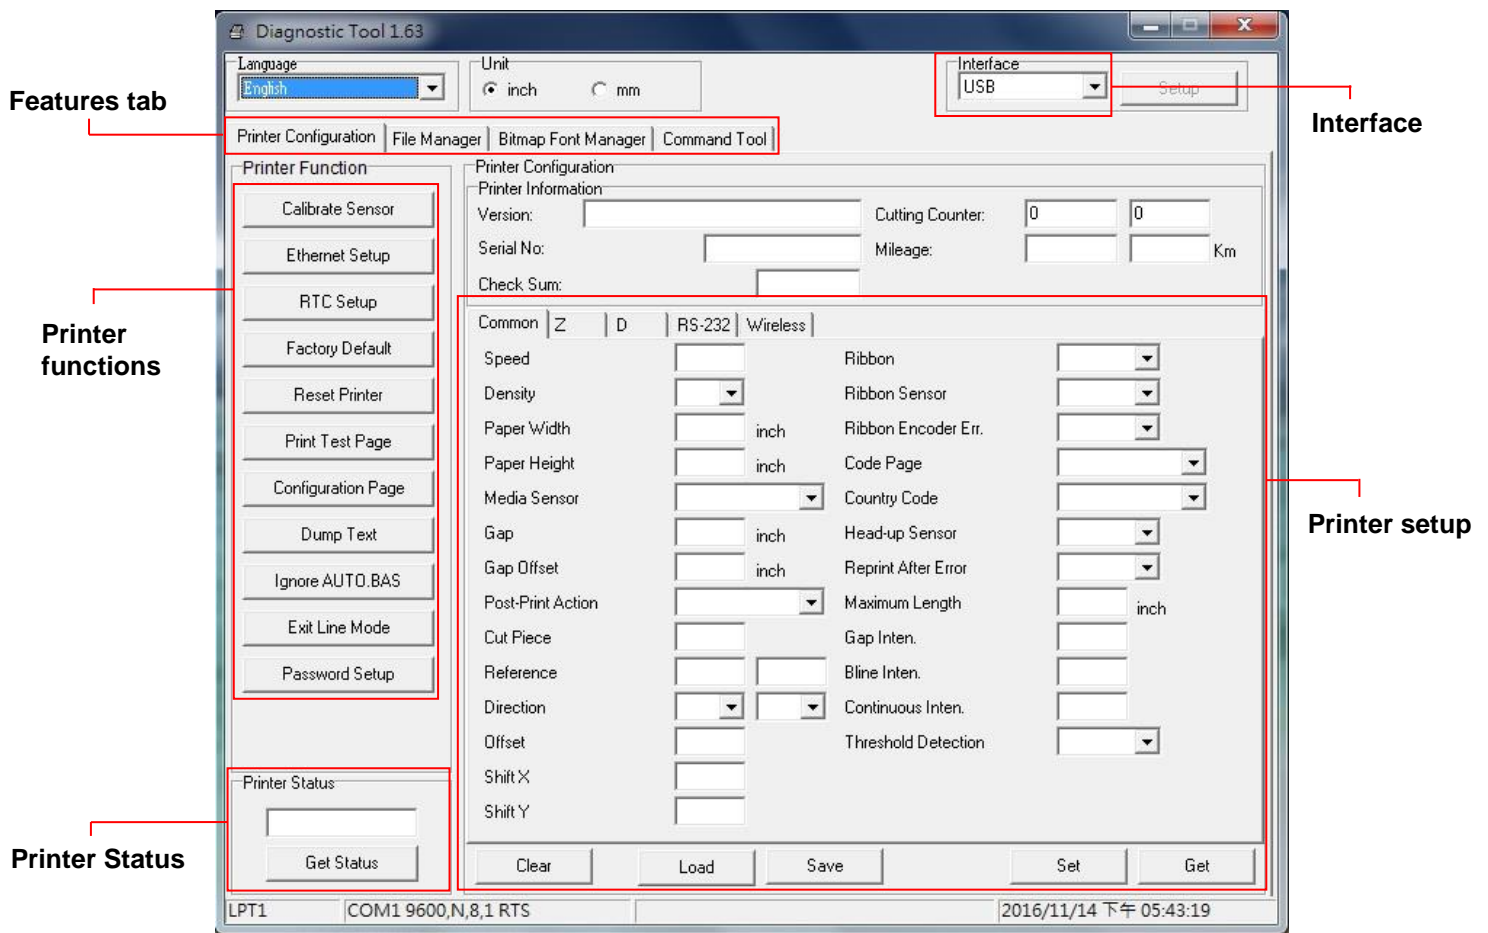 Diagnostic Tool 1.63
Language
English
Unit
inch
mm
Interface
USB
Setup
Features tab
Interface
Printer Configuration
File Manager
Bitmap Font Manager
Command Tool
Printer Function
Calibrate Sensor
Ethernet Setup
RTC Setup
Factory Default
Reset Printer
Print Test Page
Configuration Page
Dump Text
Ignore AUTO.BAS
Exit Line Mode
Password Setup
Printer functions
Printer Configuration
Printer Information
Version:
Cutting Counter: 0 0
Serial No:
Mileage: Km
Check Sum:
Common
Z
D
RS-232
Wireless
Speed
Density
Paper Width inch
Paper Height inch
Media Sensor
Gap inch
Gap Offset inch
Post-Print Action
Cut Piece
Reference
Direction
Offset
Shift X
Shift Y
Ribbon
Ribbon Sensor
Ribbon Encoder Err.
Code Page
Country Code
Head-up Sensor
Reprint After Error
Maximum Length inch
Gap Inten.
Bline Inten.
Continuous Inten.
Threshold Detection
Printer setup
Printer Status
Get Status
Printer Status
Clear
Load
Save
Set
Get
LPT1
COM1 9600,N,8,1 RTS
2016/11/14 下午 05:43:19